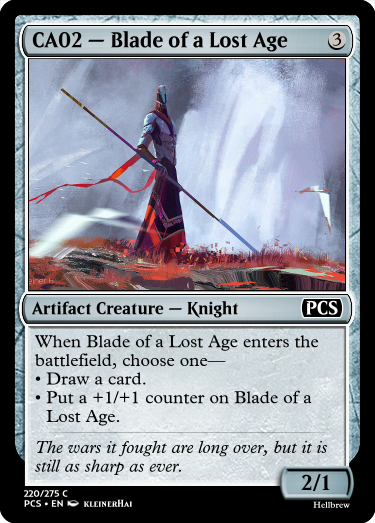 CA02 — Blade of a Lost Age 3
Artifact Creature — Knight PCS
When Blade of a Lost Age enters the
battlefield, choose one—
• Draw a card.
• Put a +1/+1 counter on Blade of a
Lost Age.
The wars it fought are long over, but it is
still as sharp as ever.
2/1
220/275 C
PCS • EN KLEINERHAI
Hellbrew